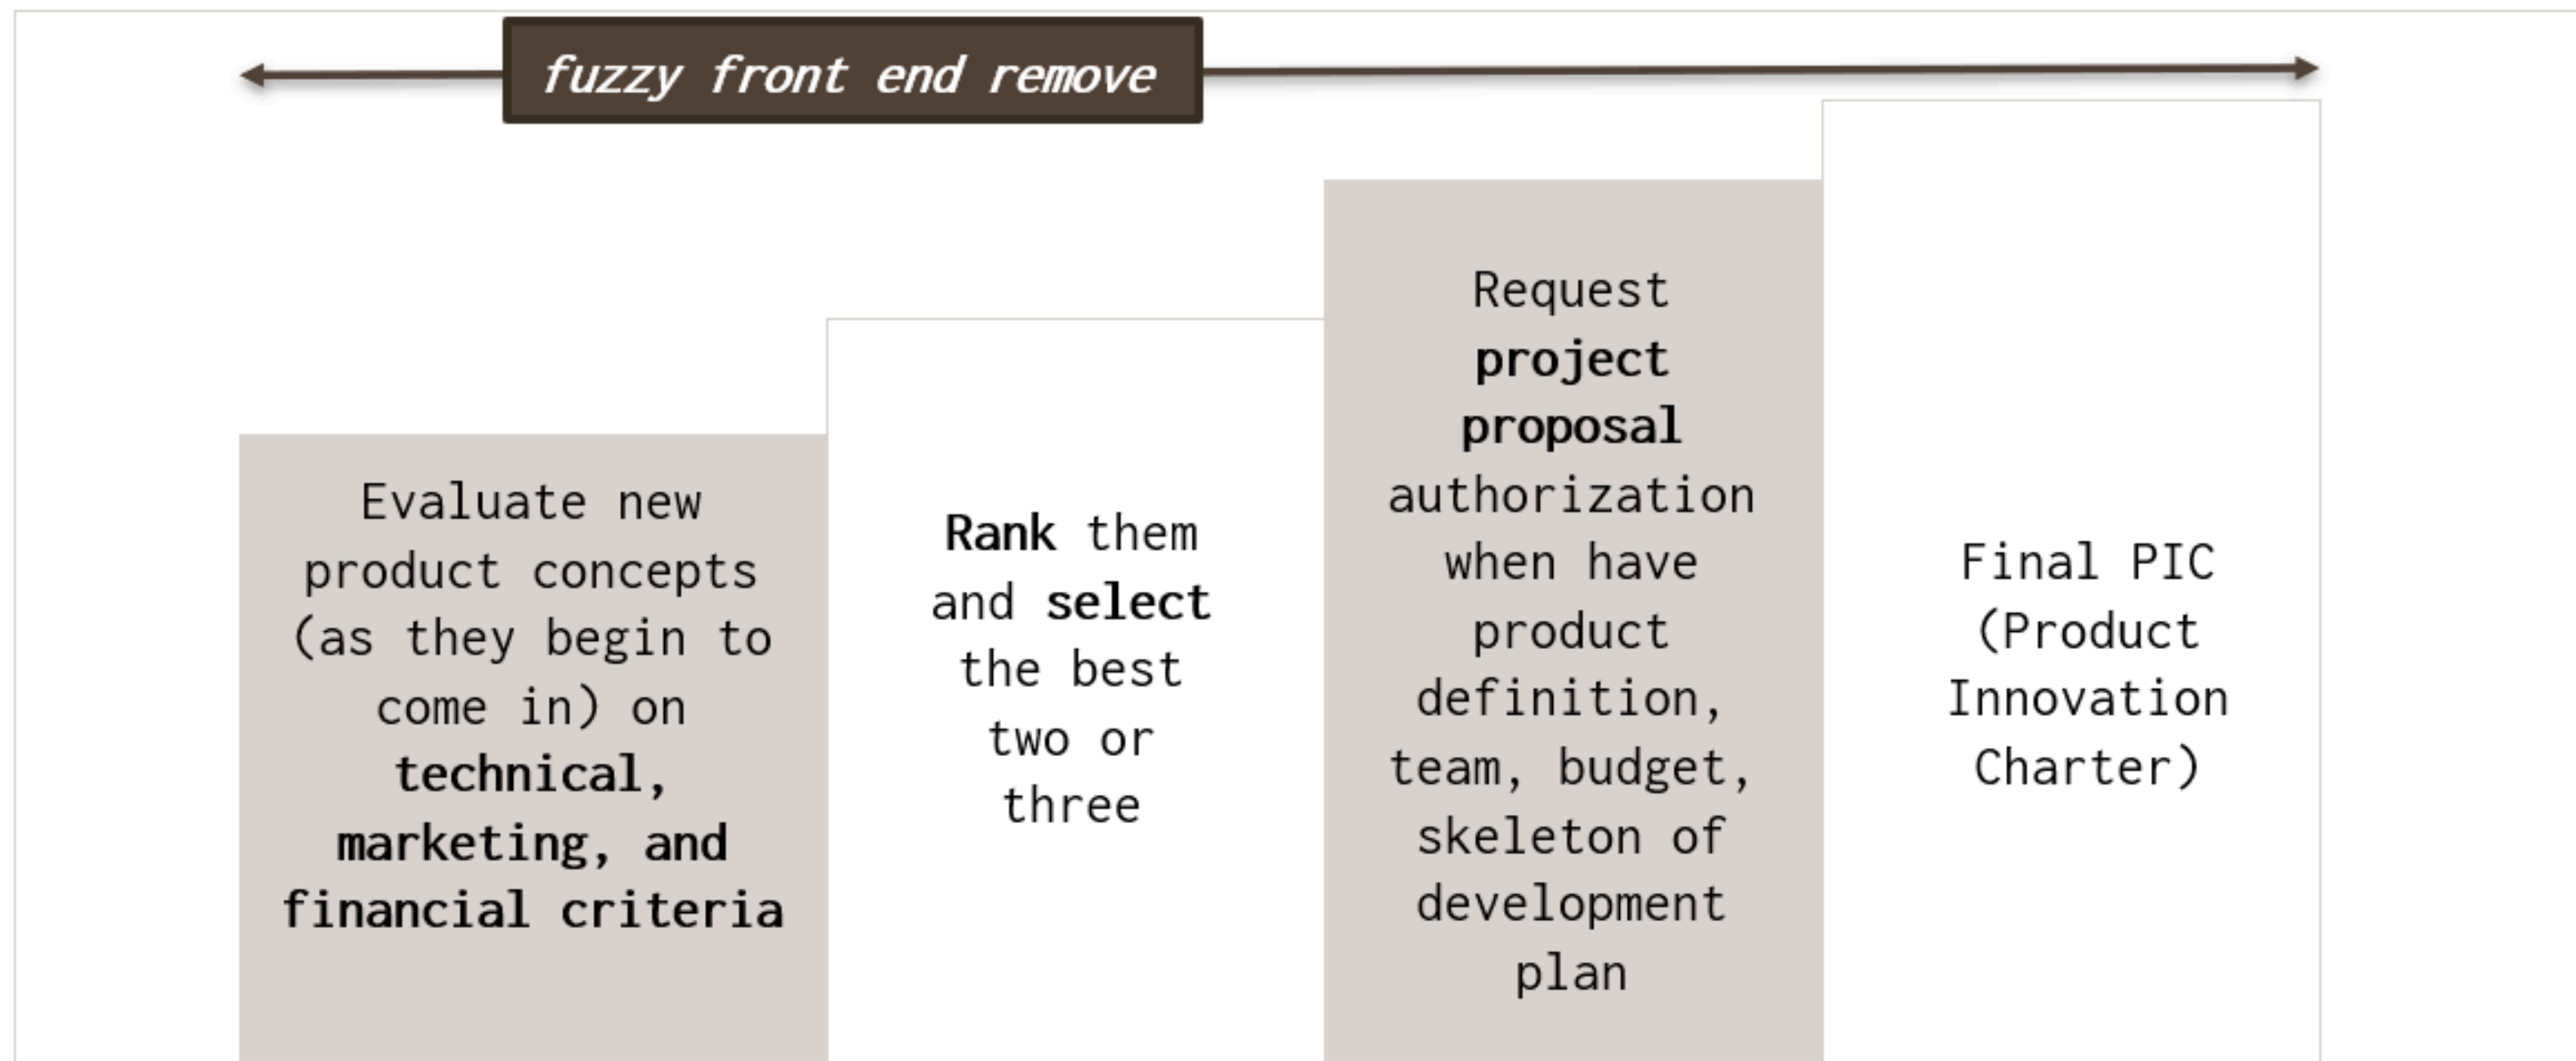 fuzzy front end remove
Evaluate new
product concepts
(as they begin to
come in) on
technical,
marketing, and
financial criteria
Rank them
and select
the best
two or
three
Request
project
proposal
authorization
when have
product
definition,
team, budget,
skeleton of
development
plan
Final PIC
(Product
Innovation
Charter)